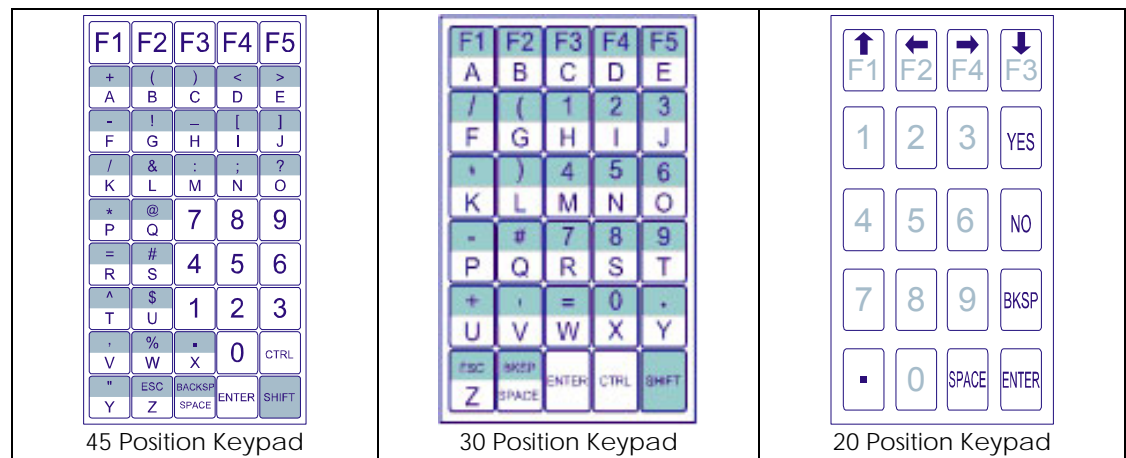 F1 F2 F3 F4 F5
+ ( ) < >
A B C D E
- ! _ [ ]
F G H I J
/ & : ; ?
K L M N O
* @ 7 8 9
P Q
= # 4 5 6
R S
^ $ 1 2 3
T U
, % . 0 CTRL
V W X
" ESC BACKSP ENTER SHIFT
Y Z SPACE
45 Position Keypad
F1 F2 F3 F4 F5
A B C D E
/ ( 1 2 3
F G H I J
) 4 5 6
K L M N O
- # 7 8 9
P Q R S T
+ = 0 .
U V W X Y
ESC BKSP ENTER CTRL SHIFT
Z SPACE
30 Position Keypad
F1 F2 F4 F3
1 2 3 YES
4 5 6 NO
7 8 9 BKSP
. 0 SPACE ENTER
20 Position Keypad